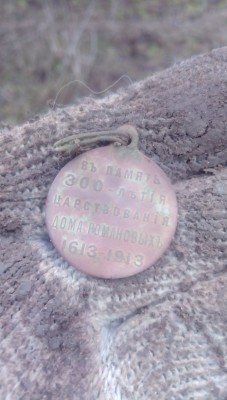 ВЪ ПАМЯТЬ
300-ЛѢТІЯ
ЦАРСТВОВАНІЯ
ДОМА РОМАНОВЫХЪ
1613-1913